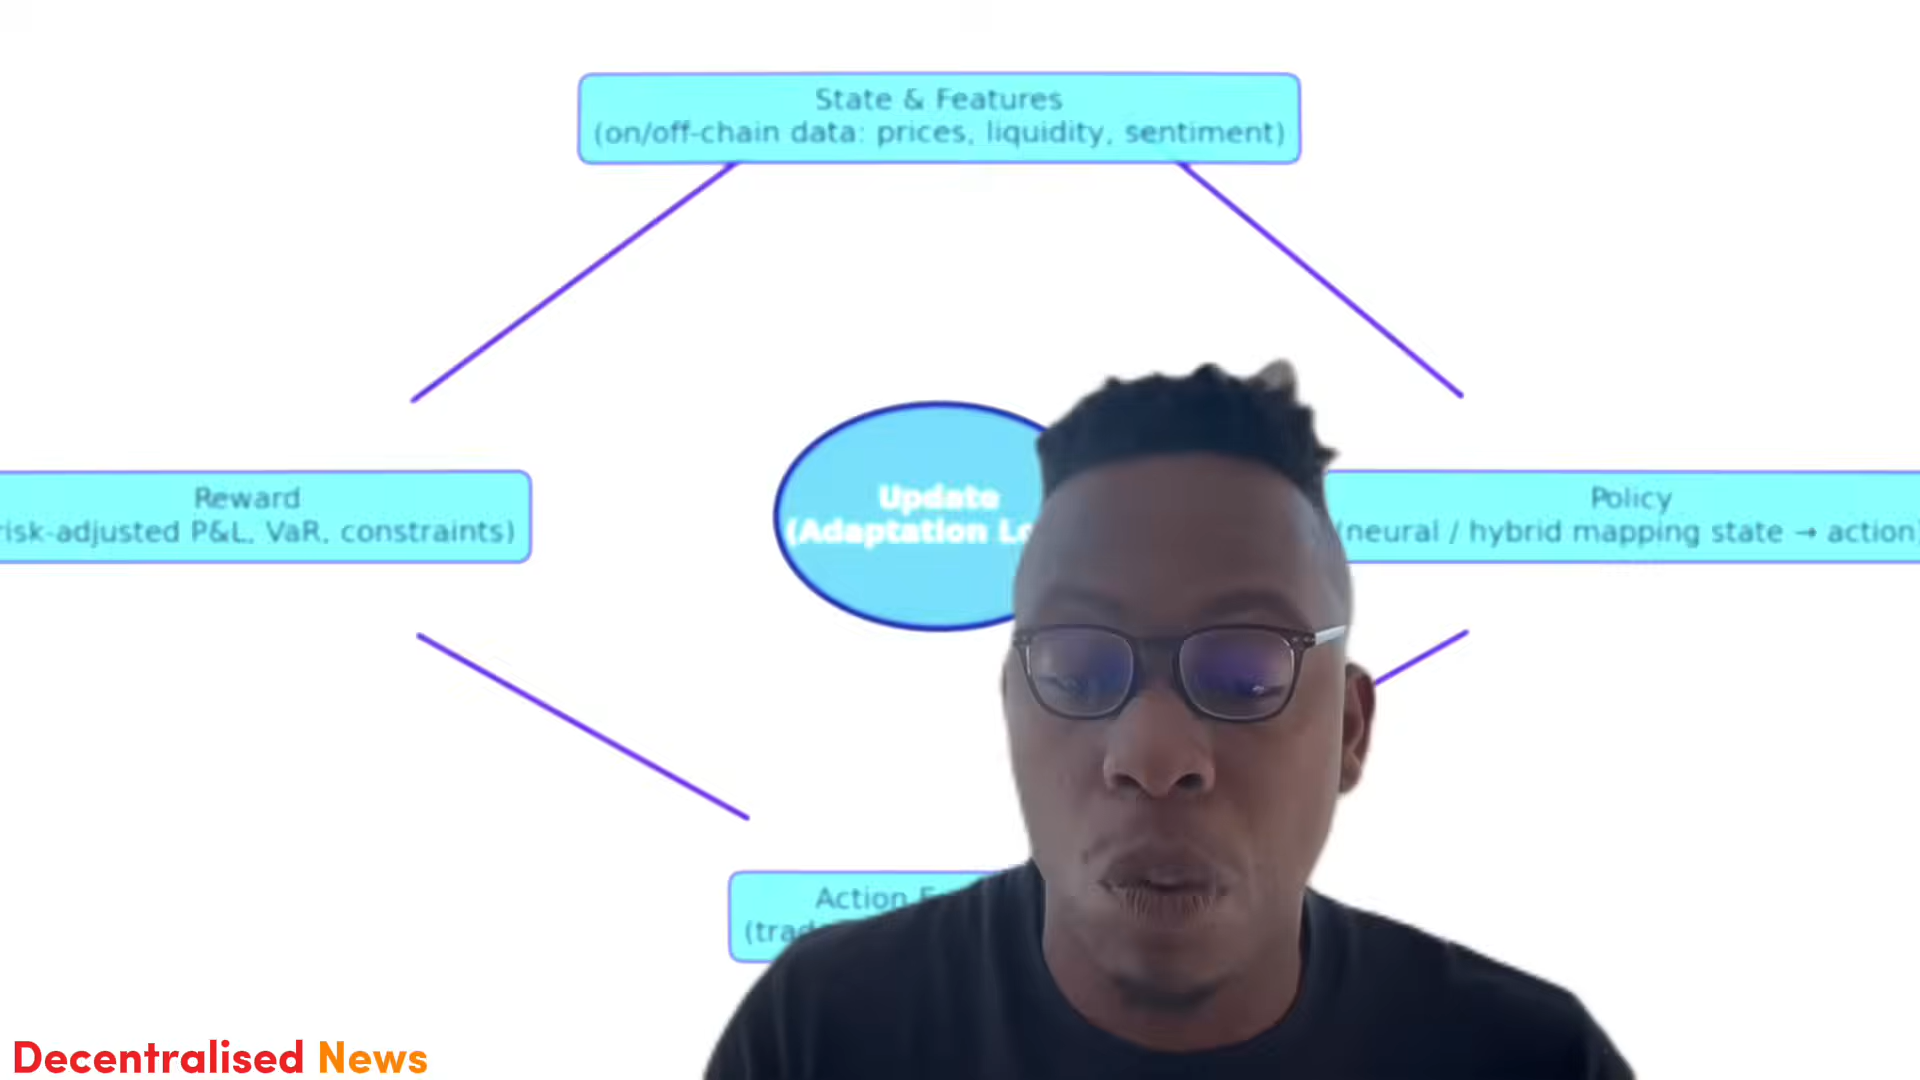 State & Features
(on/off-chain data: prices, liquidity, sentiment)
Reward
risk-adjusted P&L, VaR, constraints)
Update
(Adaptation
Policy
(neural / hybrid mapping state → action)
Action
Decentralised News